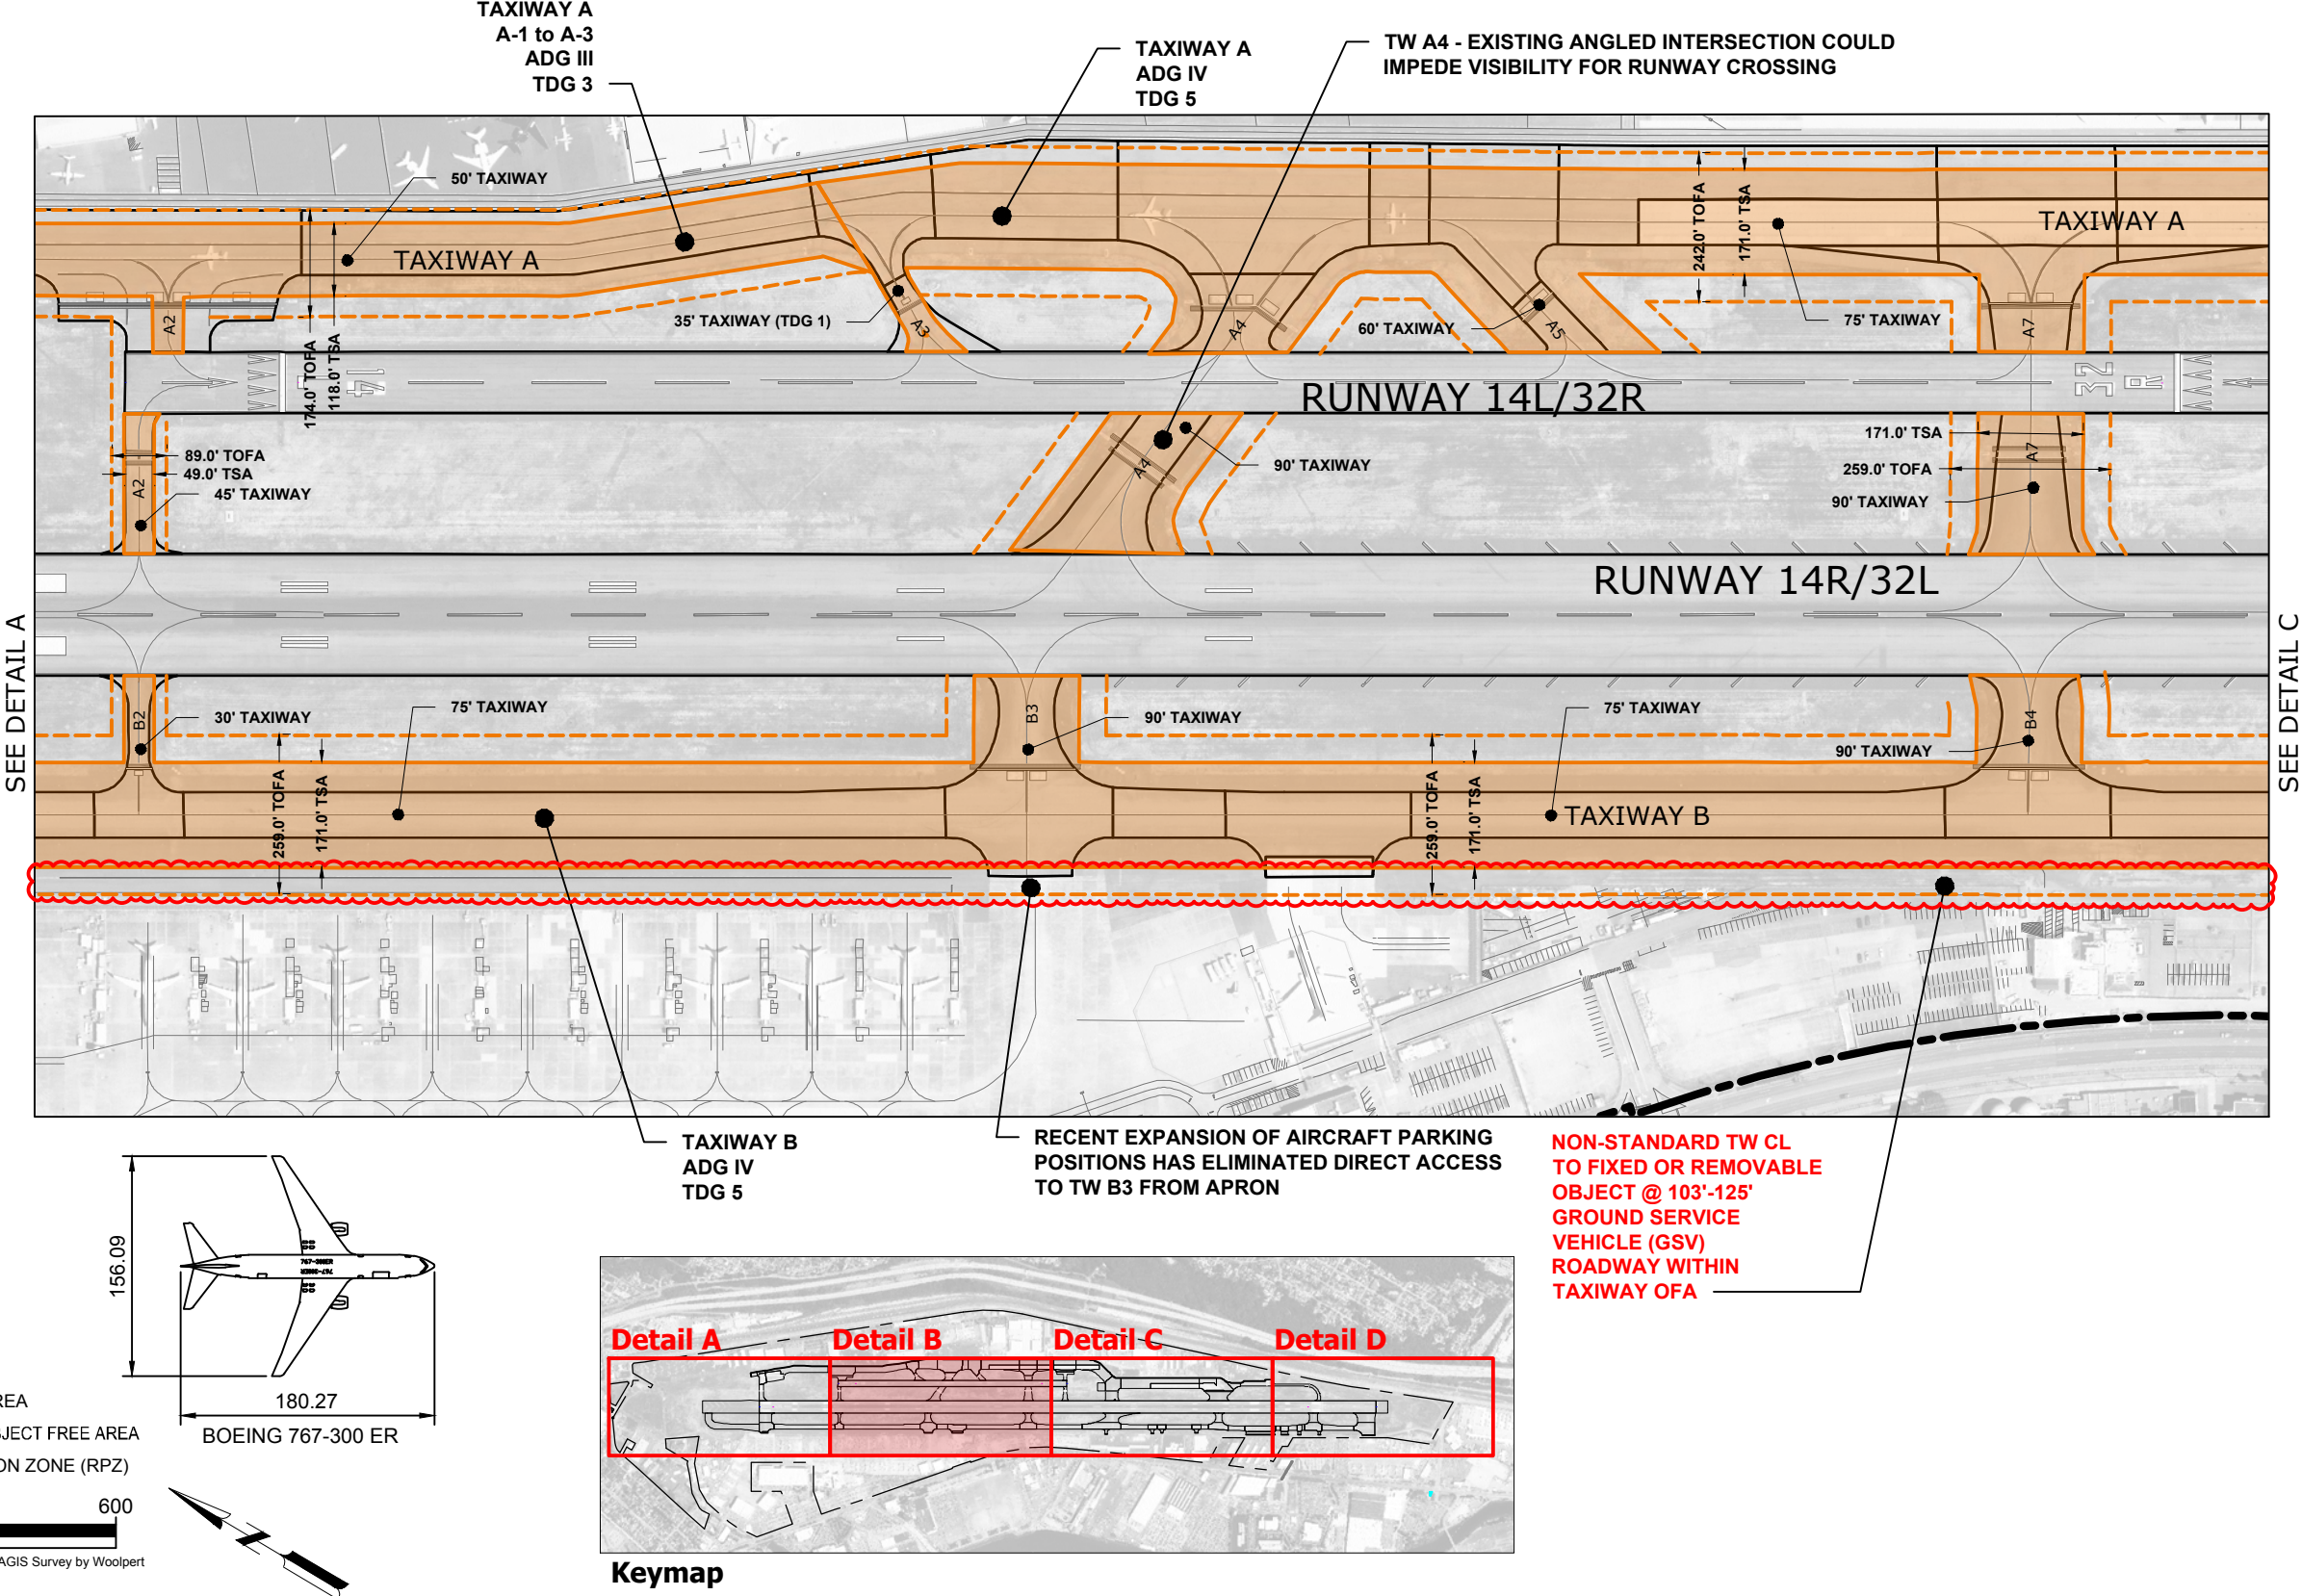 TAXIWAY A
A-1 to A-3
ADG III
TDG 3
TAXIWAY A
ADG IV
TDG 5
TW A4 - EXISTING ANGLED INTERSECTION COULD
IMPEDE VISIBILITY FOR RUNWAY CROSSING
50' TAXIWAY
TAXIWAY A
242.0' TOFA
171.0' TSA
TAXIWAY A
75' TAXIWAY
A2
174.0' TOFA
118.0' TSA
35' TAXIWAY (TDG 1)
A3
A4
60' TAXIWAY
A5
A7
14
RUNWAY 14L/32R
32
R
89.0' TOFA
49.0' TSA
45' TAXIWAY
A2
A4
90' TAXIWAY
171.0' TSA
259.0' TOFA
90' TAXIWAY
A7
RUNWAY 14R/32L
SEE DETAIL A
SEE DETAIL C
B2
30' TAXIWAY
75' TAXIWAY
B3
90' TAXIWAY
75' TAXIWAY
90' TAXIWAY
B4
259.0' TOFA
171.0' TSA
259.0' TOFA
171.0' TSA
TAXIWAY B
TAXIWAY B
ADG IV
TDG 5
RECENT EXPANSION OF AIRCRAFT PARKING
POSITIONS HAS ELIMINATED DIRECT ACCESS
TO TW B3 FROM APRON
NON-STANDARD TW CL
TO FIXED OR REMOVABLE
OBJECT @ 103'-125'
GROUND SERVICE
VEHICLE (GSV)
ROADWAY WITHIN
TAXIWAY OFA
156.09
767-300ER
767-300ER
180.27
BOEING 767-300 ER
REA
JECT FREE AREA
ON ZONE (RPZ)
600
AGIS Survey by Woolpert
Detail A
Detail B
Detail C
Detail D
Keymap